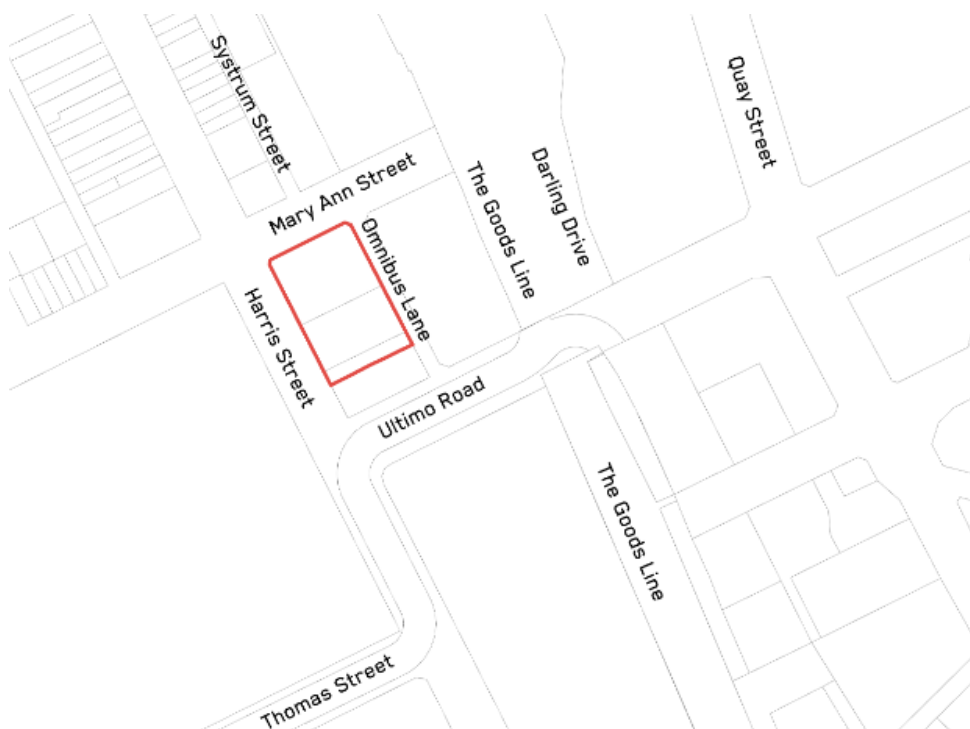 Systrum Street
Quay Street
Mary Ann Street
The Goods Line
Darling Drive
Omnibus Lane
Harris Street
Ultimo Road
The Goods Line
Thomas Street